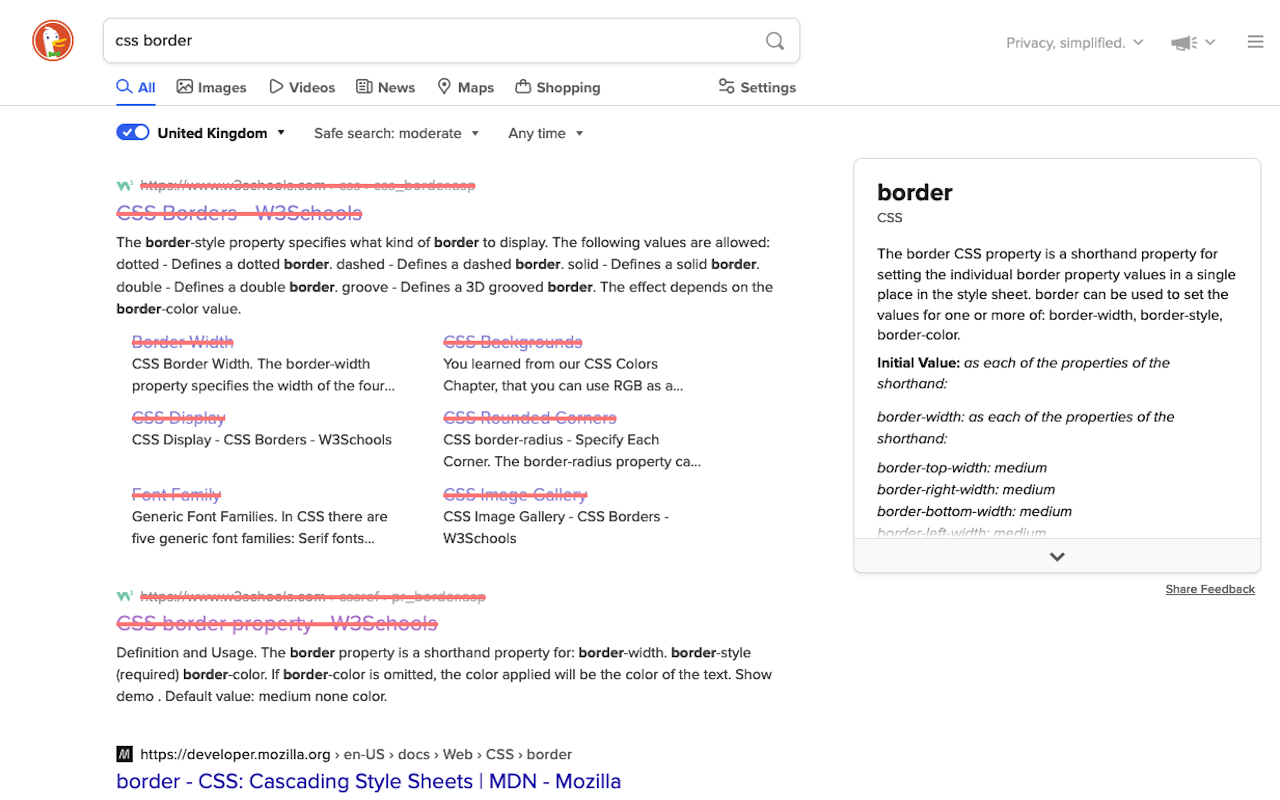 css border
Privacy, simplified.
All Images Videos News Maps Shopping Settings
United Kingdom Safe search: moderate Any time
https://www.w3schools.com › css › css_border.asp
CSS Borders - W3Schools
The border-style property specifies what kind of border to display. The following values are allowed:
dotted - Defines a dotted border. dashed - Defines a dashed border. solid - Defines a solid border.
double - Defines a double border. groove - Defines a 3D grooved border. The effect depends on the
border-color value.
Border Width
CSS Border Width. The border-width
property specifies the width of the four...
CSS Backgrounds
You learned from our CSS Colors
Chapter, that you can use RGB as a...
CSS Display
CSS Display - CSS Borders - W3Schools
CSS Rounded Corners
CSS border-radius - Specify Each
Corner. The border-radius property ca...
Font Family
Generic Font Families. In CSS there are
five generic font families: Serif fonts...
CSS Image Gallery
CSS Image Gallery - CSS Borders -
W3Schools
https://www.w3schools.com › cssref › pr_border.asp
CSS border property - W3Schools
Definition and Usage. The border property is a shorthand property for: border-width. border-style
(required) border-color. If border-color is omitted, the color applied will be the color of the text. Show
demo . Default value: medium none color.
https://developer.mozilla.org › en-US › docs › Web › CSS › border
border - CSS: Cascading Style Sheets | MDN - Mozilla
border
CSS
The border CSS property is a shorthand property for
setting the individual border property values in a single
place in the style sheet. border can be used to set the
values for one or more of: border-width, border-style,
border-color.
Initial Value: as each of the properties of the
shorthand:
border-width: as each of the properties of the
shorthand:
border-top-width: medium
border-right-width: medium
border-bottom-width: medium
border-left-width: medium
Share Feedback